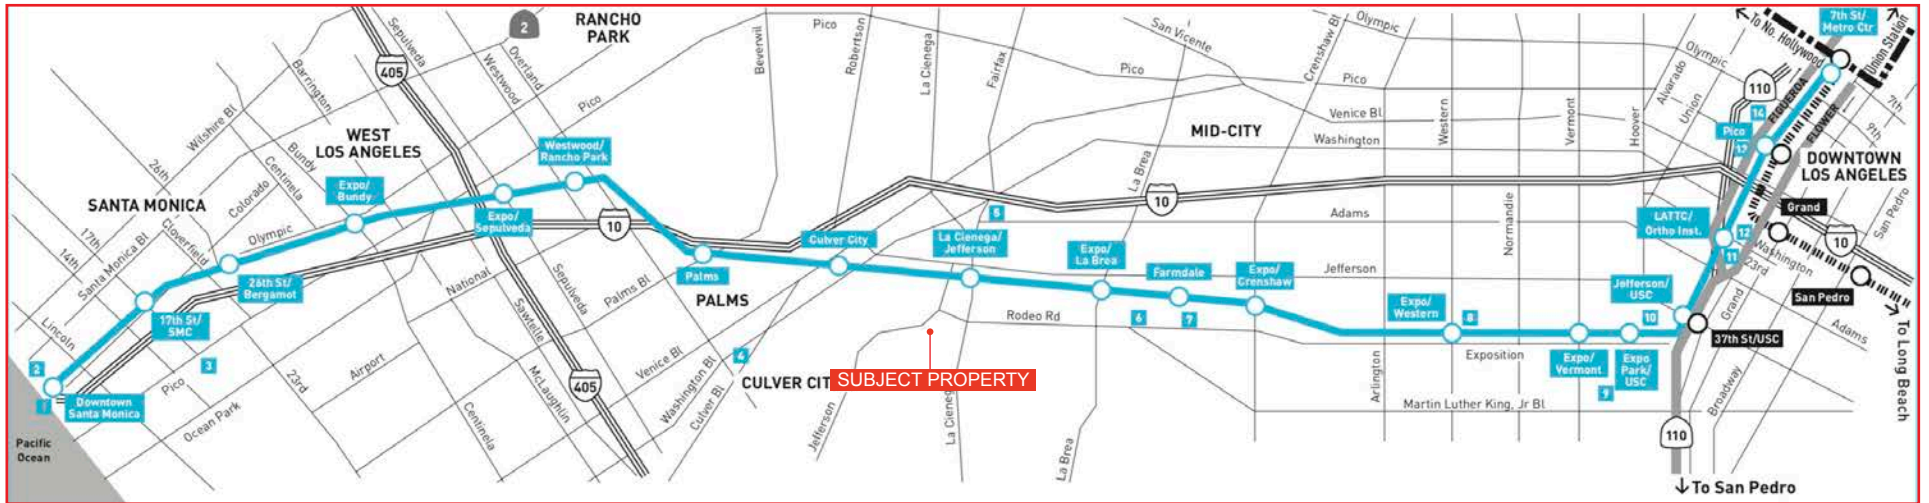 RANCHO
PARK
2
405
Sepulveda
Westwood
Overland
Pico
Pico
Beverwil
Robertson
La Cienega
Fairfax
San Vicente
Pico
Crenshaw Bl
Olympic
Pico
Olympic
To No. Hollywood
7th St/
Metro Ctr
Union Station
Barrington
Wilshire Bl
26th
Bundy
Centinela
Colorado
WEST
LOS ANGELES
Westwood/
Rancho Park
Expo/
Bundy
Expo/
Sepulveda
10
SANTA MONICA
17th
14th
Santa Monica Bl
Cloverfield
Olympic
26th St/
Bergamot
17th St/
SMC
Lincoln
National
Sepulveda
Palms Bl
Sawtelle
Palms
PALMS
Culver City
La Cienega/
Jefferson
5
Expo/
La Brea
Farmdale
Expo/
Crenshaw
6
7
Rodeo Rd
Jefferson
Adams
La Brea
10
MID-CITY
Venice Bl
Washington
Western
Normandie
Vermont
Hoover
Alvarado
Union
110
14
FIGUEROA
FLOWER
Pico
13
7th
9th
DOWNTOWN
LOS ANGELES
San Pedro
Grand
LATTC/
Ortho Inst.
12
11
Washington
23rd
Grand
10
San Pedro
To Long Beach
Adams
Jefferson/
USC
10
37th St/USC
Expo/
Western
8
Expo/
Vermont
Expo
Park/
USC
9
Exposition
Arlington
Martin Luther King, Jr Bl
Broadway
110
To San Pedro
2
1
Downtown
Santa Monica
Pico
3
Ocean Park
23rd
Airport
Centinela
McLaughlin
405
Venice Bl
Washington Bl
Culver Bl
4
CULVER CIT
SUBJECT PROPERTY
Jefferson
La Cieneg
La Brea
Pacific
Ocean